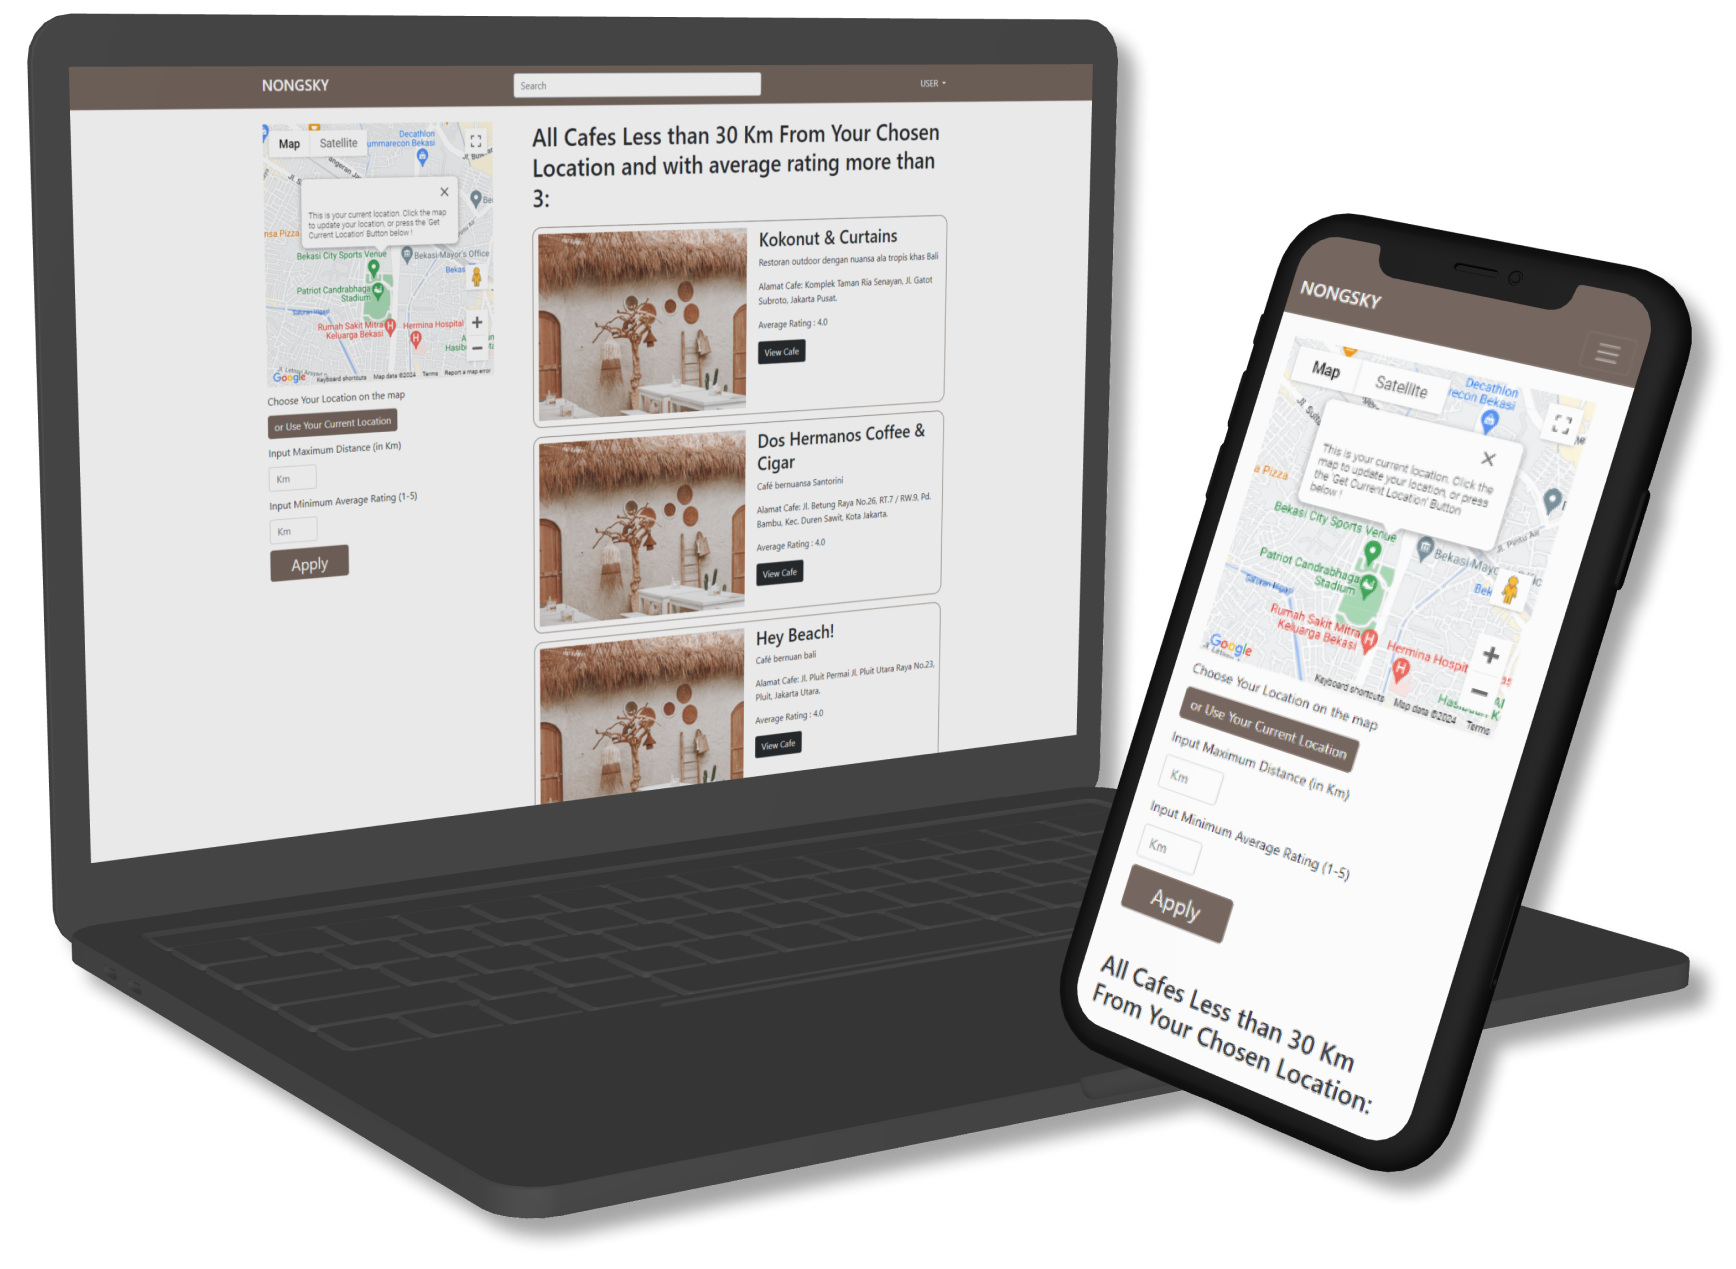 NONGSKY
Search
USER
Map
Satellite
Decathlon
ummarecon Bekasi
This is your current location. Click the map
to update your location, or press the 'Get
Current Location' Button below !
nsa Pizza
Bekasi City Sports Venue
Bekasi Mayor's Office
Bekas
Patriot Candrabhaga
Stadium
Saluran Irigasi
Rumah Sakit Mitra
Keluarga Bekasi
Hermina Hospital
Google
Keyboard shortcuts
Map data ©2024
Terms
Report a map error
Choose Your Location on the map
or Use Your Current Location
Input Maximum Distance (in Km)
Km
Input Minimum Average Rating (1-5)
Km
Apply
All Cafes Less than 30 Km From Your Chosen
Location and with average rating more than
3:
Kokonut & Curtains
Restoran outdoor dengan nuansa ala tropis khas Bali
Alamat Cafe: Komplek Taman Ria Senayan, Jl. Gatot
Subroto, Jakarta Pusat.
Average Rating : 4.0
View Cafe
Dos Hermanos Coffee &
Cigar
Café bernuansa Santorini
Alamat Cafe: Jl. Betung Raya No.26, RT.7 / RW.9, Pd.
Bambu, Kec. Duren Sawit, Kota Jakarta.
Average Rating : 4.0
View Cafe
Hey Beach!
Café bernuan bali
Alamat Cafe: Jl. Pluit Permai Jl. Pluit Utara Raya No.23,
Pluit, Jakarta Utara.
Average Rating : 4.0
View Cafe
NONGSKY
Map
Satellite
Decathlon
recon Bekasi
This is your current location. Click the
map to update your location, or press
the 'Get Current Location' Button
below !
a Pizza
Bekasi City Sports Venue
Jl. Pintu Air
Patriot Candrabhaga
Stadium
Saluran Irigasi
Rumah Sakit Mitra
Keluarga Bekasi
Hermina Hospit
Google
Keyboard shortcuts
Map data ©2024
Terms
Choose Your Location on the map
or Use Your Current Location
Input Maximum Distance (in Km)
Km
Input Minimum Average Rating (1-5)
Km
Apply
All Cafes Less than 30 Km
From Your Chosen Location: